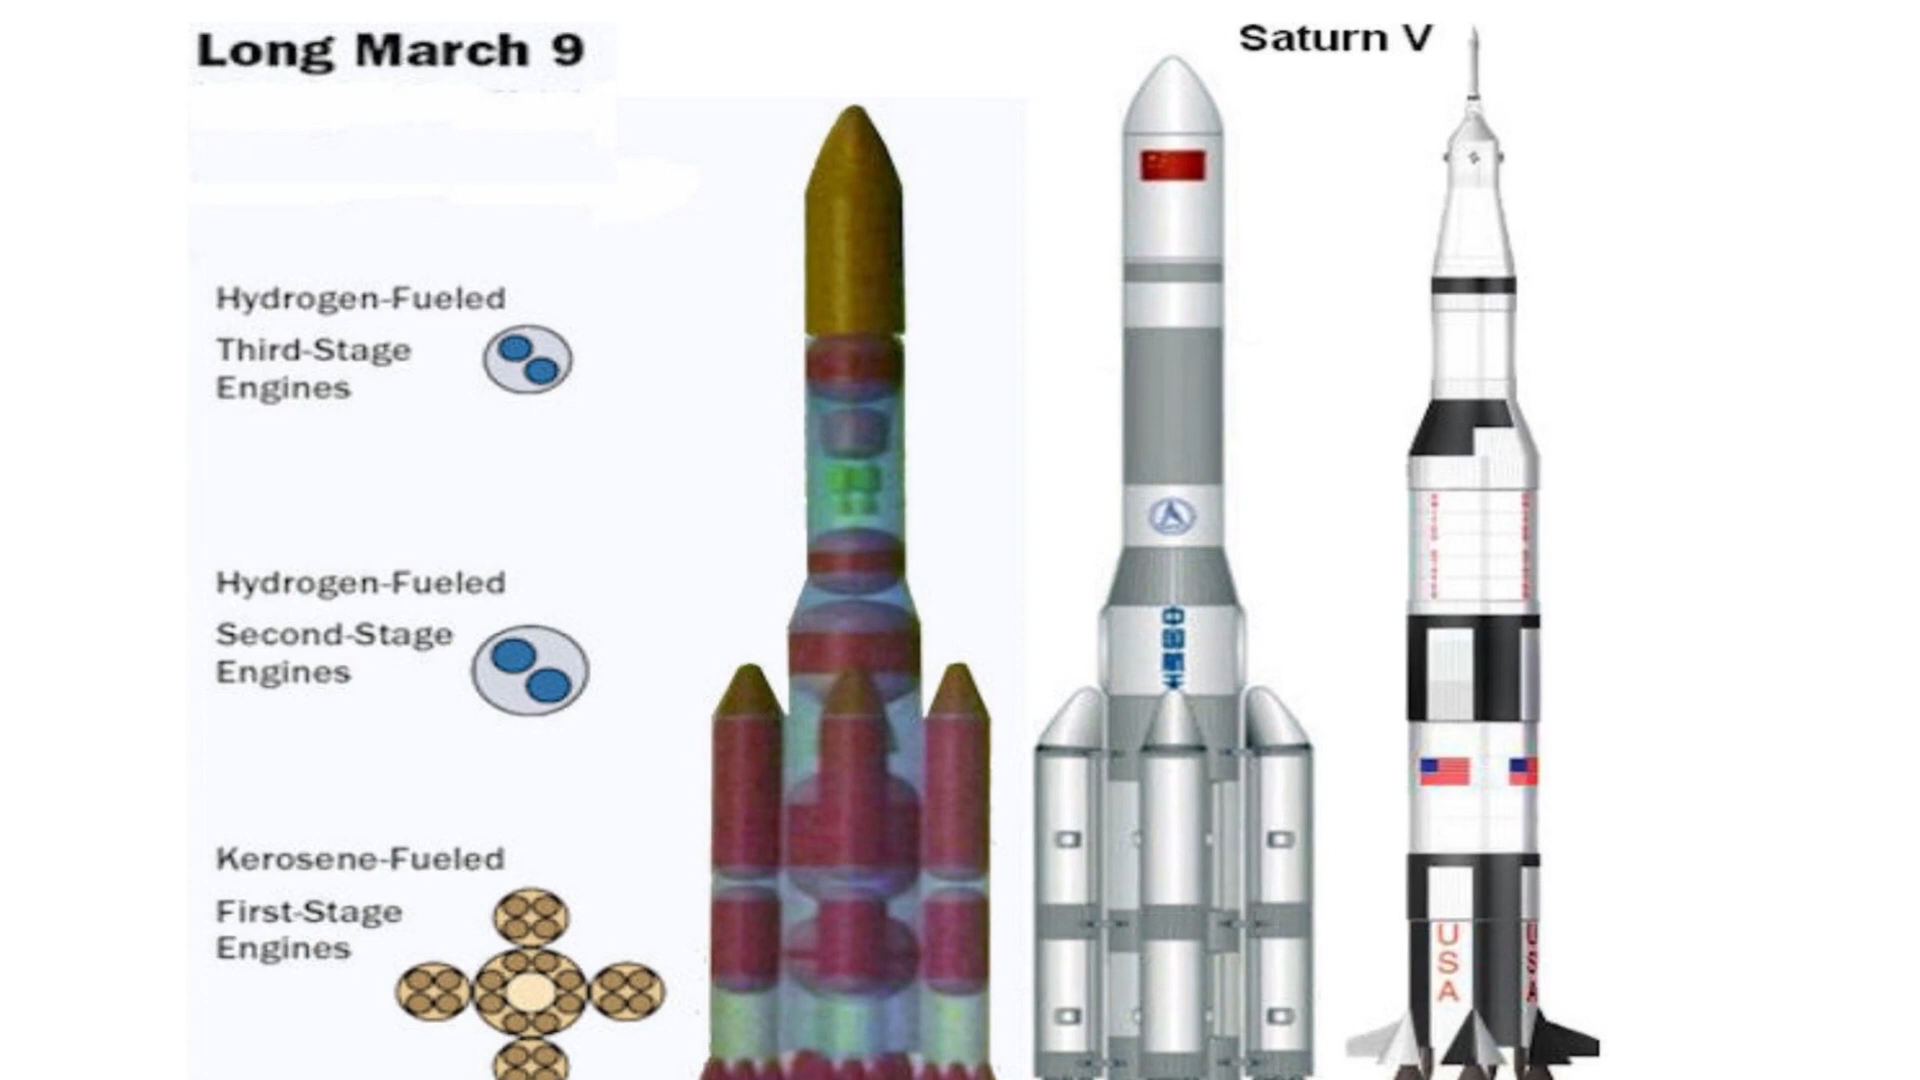 Long March 9
Saturn V
Hydrogen-Fueled
Third-Stage
Engines
Hydrogen-Fueled
Second-Stage
Engines
Kerosene-Fueled
First-Stage
Engines
USA
USA